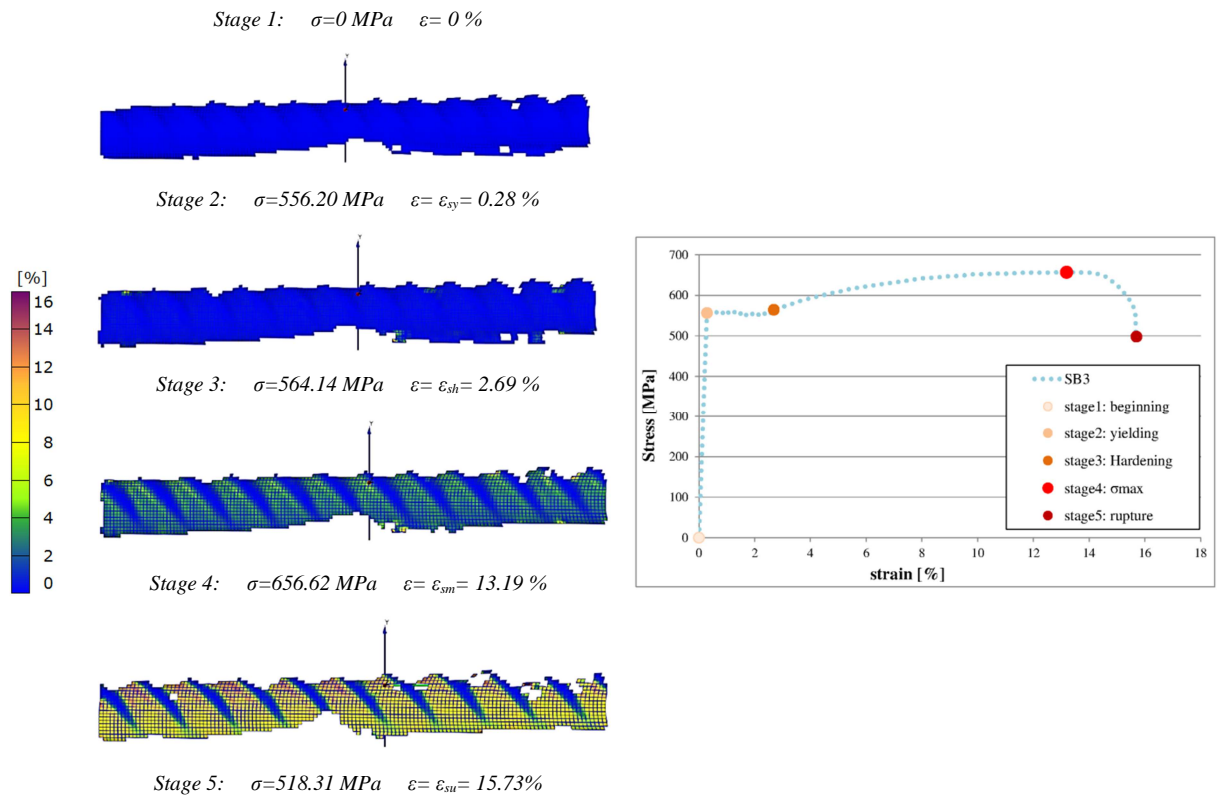 Stage 1: σ=0 MPa ε= 0 %
Y
Stage 2: σ=556.20 MPa ε= εsy= 0.28 %
Y
Stage 3: σ=564.14 MPa ε= εsh= 2.69 %
Y
Stage 4: σ=656.62 MPa ε= εsm= 13.19 %
Y
Stage 5: σ=518.31 MPa ε= εsu= 15.73%
[%]
16
14
12
10
8
6
4
2
0
Stress [MPa]
700
600
500
400
300
200
100
0
0 2 4 6 8 10 12 14 16 18
strain [%]
SB3
stage1: beginning
stage2: yielding
stage3: Hardening
stage4: σmax
stage5: rupture